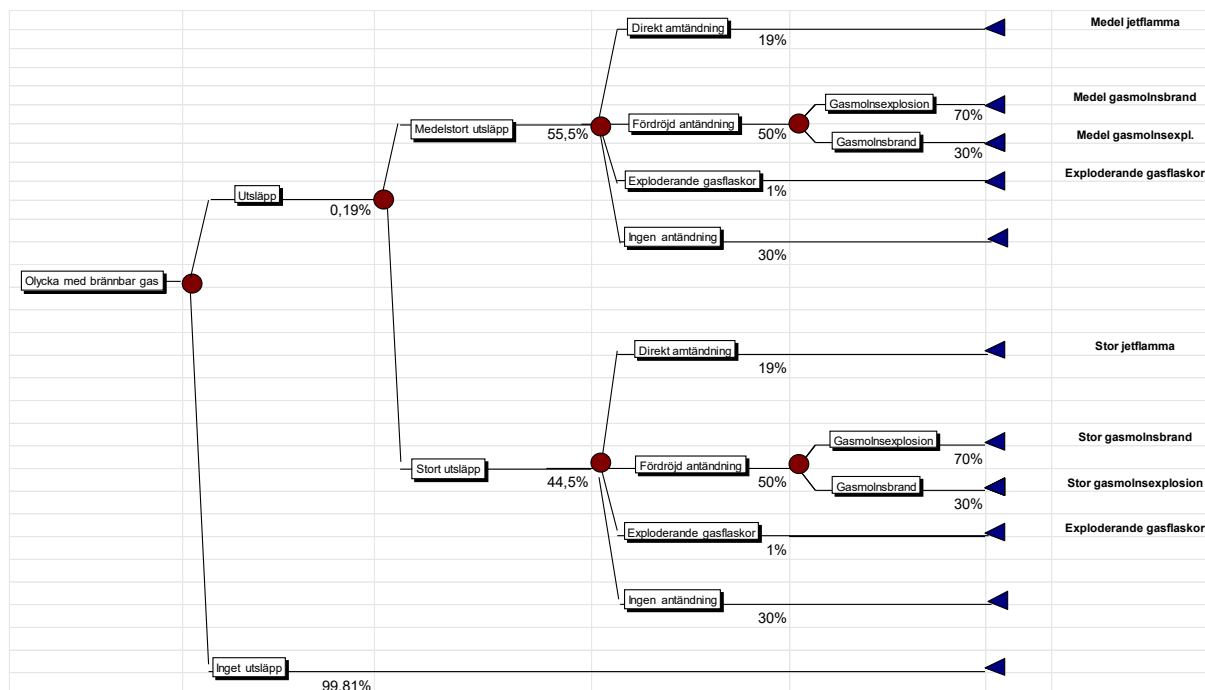 Direkt amtändning
19%
Medel jetflamma
Gasmolnsexplosion
70%
Medel gasmolnsbrand
Medelstort utsläpp
55,5%
Fördröjd antändning
50%
Gasmolnsbrand
30%
Medel gasmolnsexpl.
Exploderande gasflaskor
1%
Exploderande gasflaskor
Utsläpp
0,19%
Ingen antändning
30%
Olycka med brännbar gas
Direkt amtändning
19%
Stor jetflamma
Gasmolnsexplosion
70%
Stor gasmolnsbrand
Stort utsläpp
44,5%
Fördröjd antändning
50%
Gasmolnsbrand
30%
Stor gasmolnsexplosion
Exploderande gasflaskor
1%
Exploderande gasflaskor
Ingen antändning
30%
Inget utsläpp
99,81%